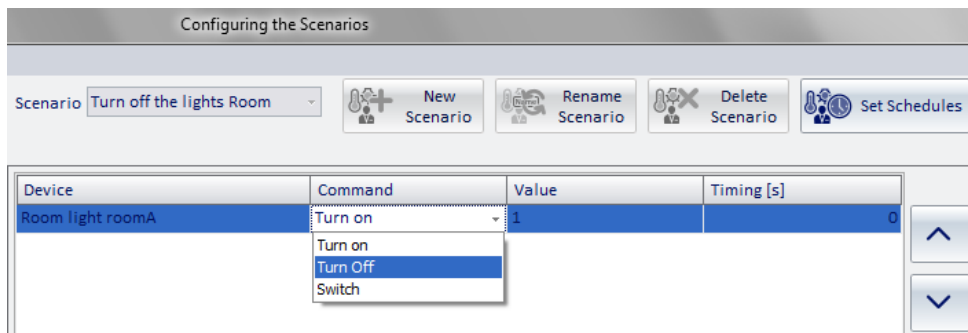 Configuring the Scenarios
Scenario Turn off the lights Room
New Scenario
Rename Scenario
Delete Scenario
Set Schedules
Device Command Value Timing [s]
Room light roomA Turn on 1 0
Turn on
Turn Off
Switch